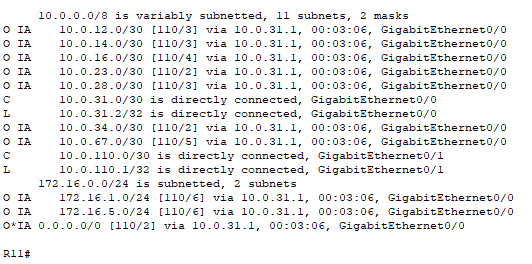 10.0.0.0/8 is variably subnetted, 11 subnets, 2 masks
O IA 10.0.12.0/30 [110/3] via 10.0.31.1, 00:03:06, GigabitEthernet0/0
O IA 10.0.14.0/30 [110/3] via 10.0.31.1, 00:03:06, GigabitEthernet0/0
O IA 10.0.16.0/30 [110/4] via 10.0.31.1, 00:03:06, GigabitEthernet0/0
O IA 10.0.23.0/30 [110/2] via 10.0.31.1, 00:03:06, GigabitEthernet0/0
O IA 10.0.28.0/30 [110/3] via 10.0.31.1, 00:03:06, GigabitEthernet0/0
C 10.0.31.0/30 is directly connected, GigabitEthernet0/0
L 10.0.31.2/32 is directly connected, GigabitEthernet0/0
O IA 10.0.34.0/30 [110/2] via 10.0.31.1, 00:03:06, GigabitEthernet0/0
O IA 10.0.67.0/30 [110/5] via 10.0.31.1, 00:03:06, GigabitEthernet0/0
C 10.0.110.0/30 is directly connected, GigabitEthernet0/1
L 10.0.110.1/32 is directly connected, GigabitEthernet0/1
172.16.0.0/24 is subnetted, 2 subnets
O IA 172.16.1.0/24 [110/6] via 10.0.31.1, 00:03:06, GigabitEthernet0/0
O IA 172.16.5.0/24 [110/6] via 10.0.31.1, 00:03:06, GigabitEthernet0/0
O*IA 0.0.0.0/0 [110/2] via 10.0.31.1, 00:03:06, GigabitEthernet0/0
R11#